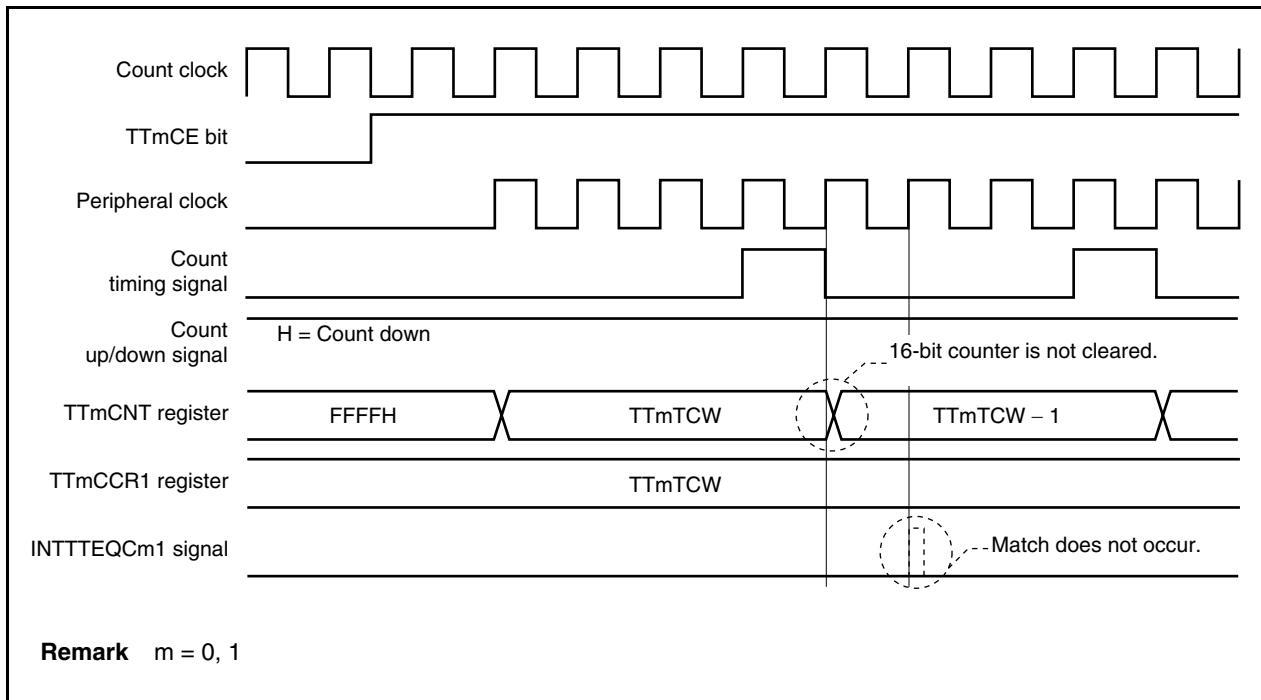 Count clock
TTmCE bit
Peripheral clock
Count
timing signal
Count
up/down signal
H = Count down
16-bit counter is not cleared.
TTmCNT register
FFFFH
TTmTCW
TTmTCW – 1
TTmCCR1 register
TTmTCW
INTTTEQCm1 signal
Match does not occur.
Remark m = 0, 1